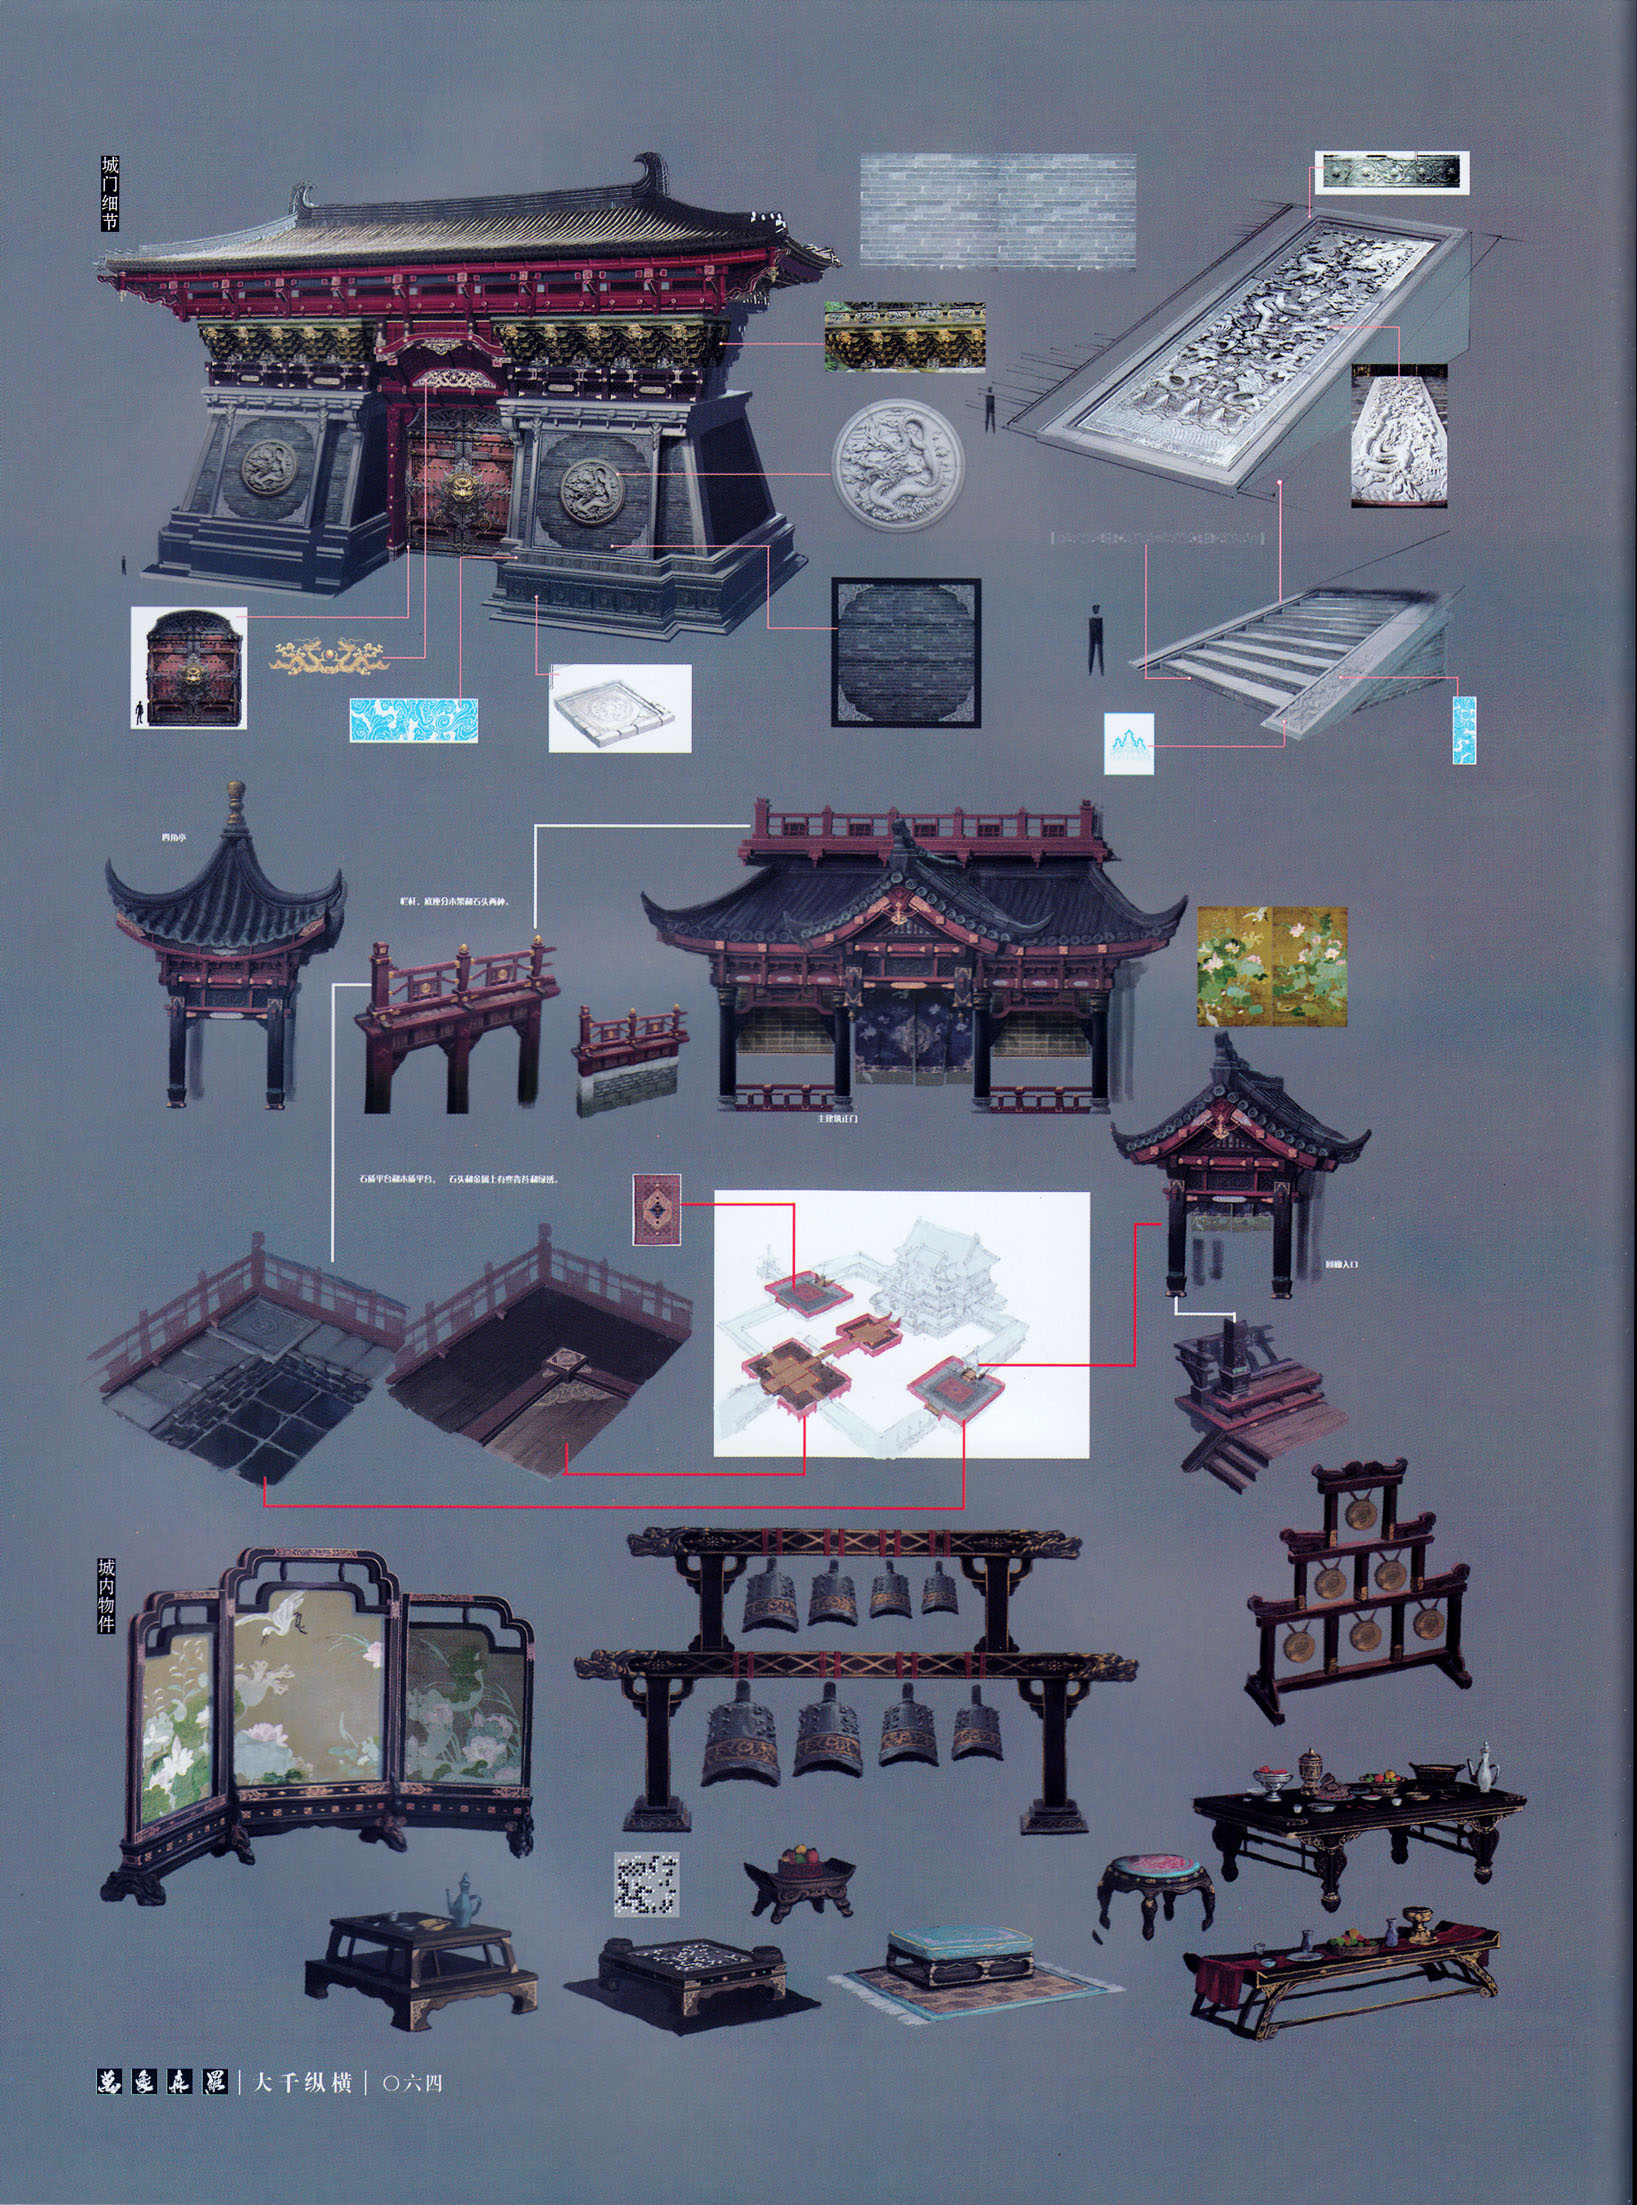 城门细节
四角亭
栏杆、底座分木架和石头两种。
主建筑正门
石质平台和木质平台。 石头和金属上有些青苔和绿锈。
回廊入口
城内物件
萬象森羅 | 大千纵横 | 〇六四